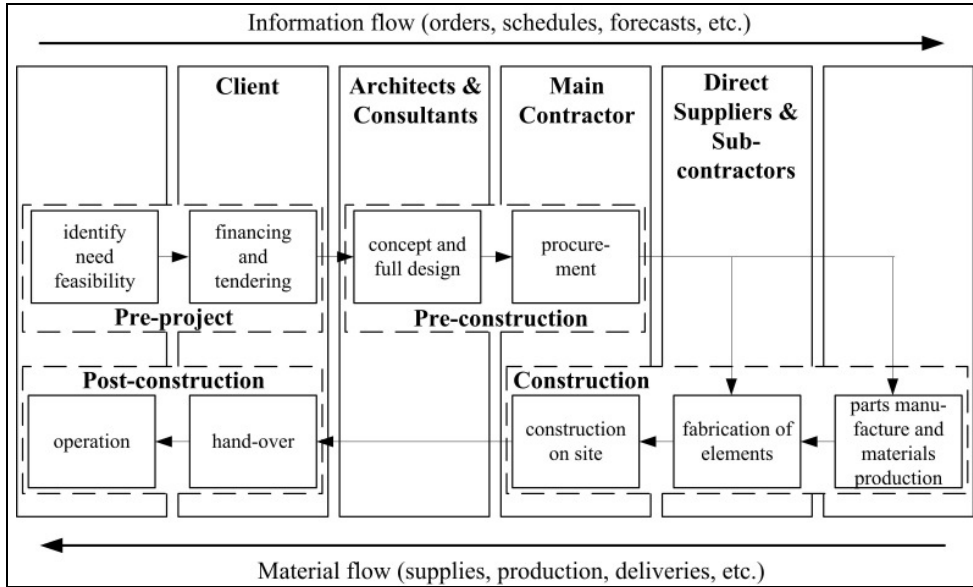 Information flow (orders, schedules, forecasts, etc.)
Client
Architects &
Consultants
Main
Contractor
Direct
Suppliers &
Sub-
contractors
identify
need
feasibility
financing
and
tendering
concept and
full design
procure-
ment
Pre-project
Pre-construction
Post-construction
Construction
operation
hand-over
construction
on site
fabrication of
elements
parts manu-
facture and
materials
production
Material flow (supplies, production, deliveries, etc.)